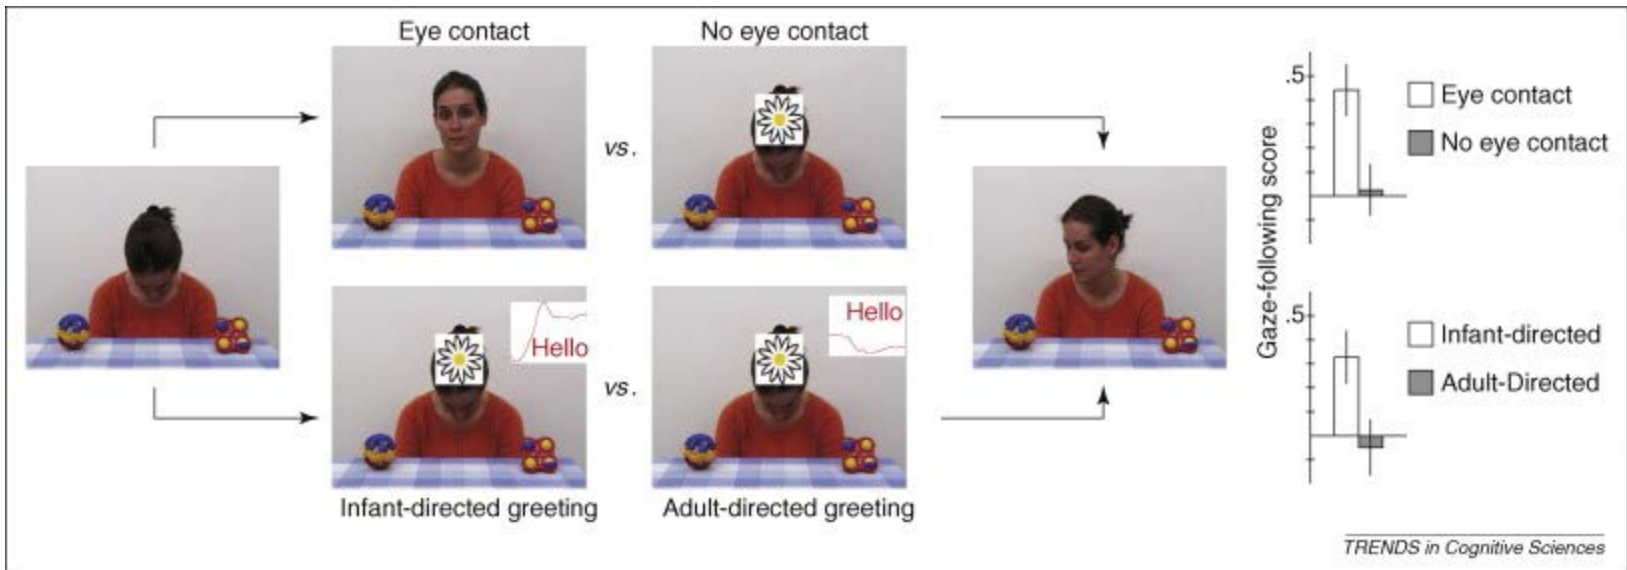 Eye contact
No eye contact
vs.
Hello
Hello
vs.
Infant-directed greeting
Adult-directed greeting
Gaze-following score
.5
Eye contact
No eye contact
.5
Infant-directed
Adult-Directed
TRENDS in Cognitive Sciences